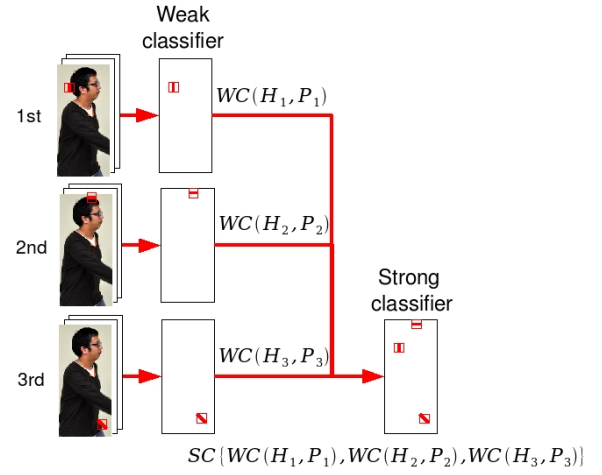 Weak
classifier
1st
WC(H₁,P₁)
2nd
WC(H₂,P₂)
Strong
classifier
3rd
WC(H₃,P₃)
SC{WC(H₁,P₁),WC(H₂,P₂),WC(H₃,P₃)}